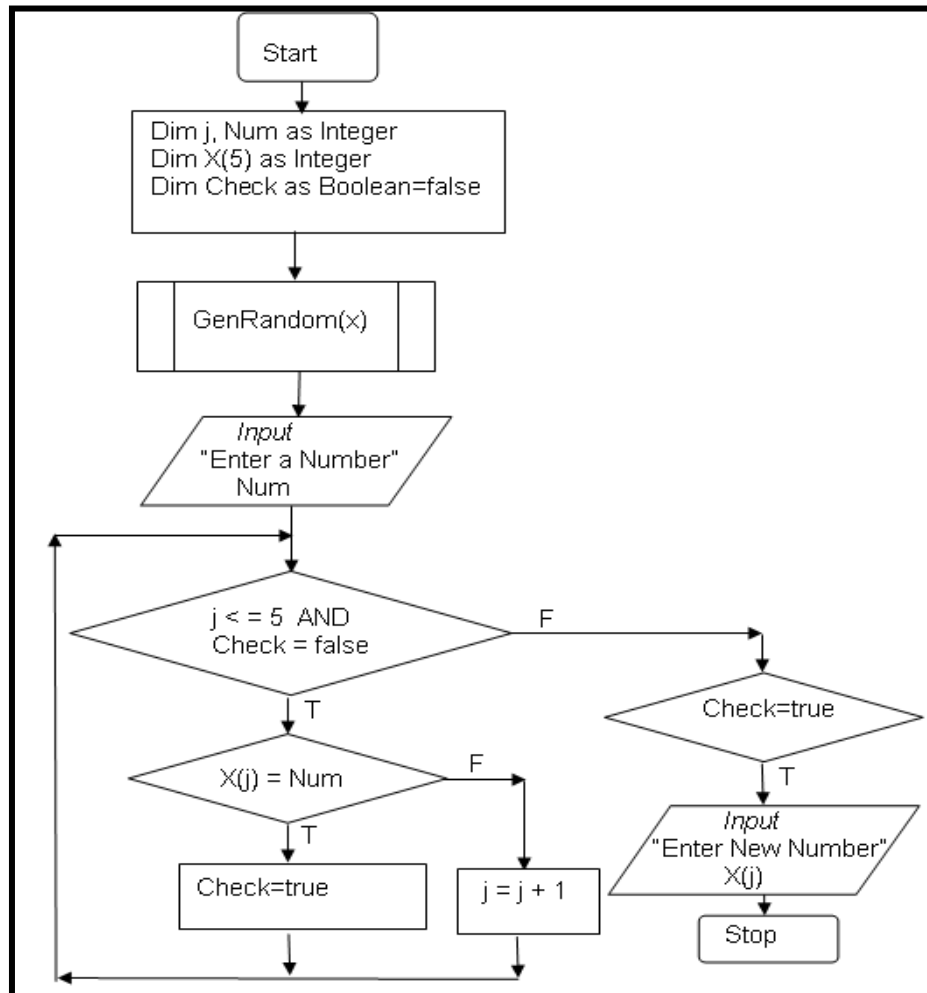 Start
Dim j, Num as Integer
Dim X(5) as Integer
Dim Check as Boolean=false
GenRandom(x)
Input
"Enter a Number"
Num
j < = 5 AND
Check = false
F
T
X(j) = Num
F
T
Check=true
j = j + 1
Check=true
T
Input
"Enter New Number"
X(j)
Stop